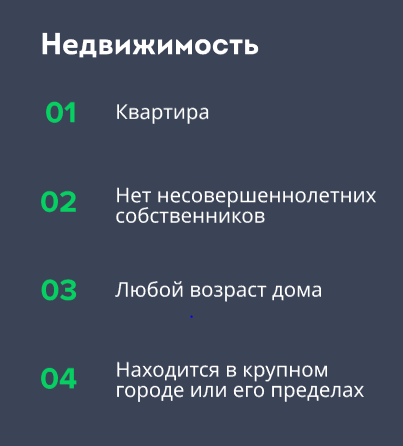 Недвижимость
01 Квартира
02 Нет несовершеннолетних
собственников
03 Любой возраст дома
04 Находится в крупном
городе или его пределах